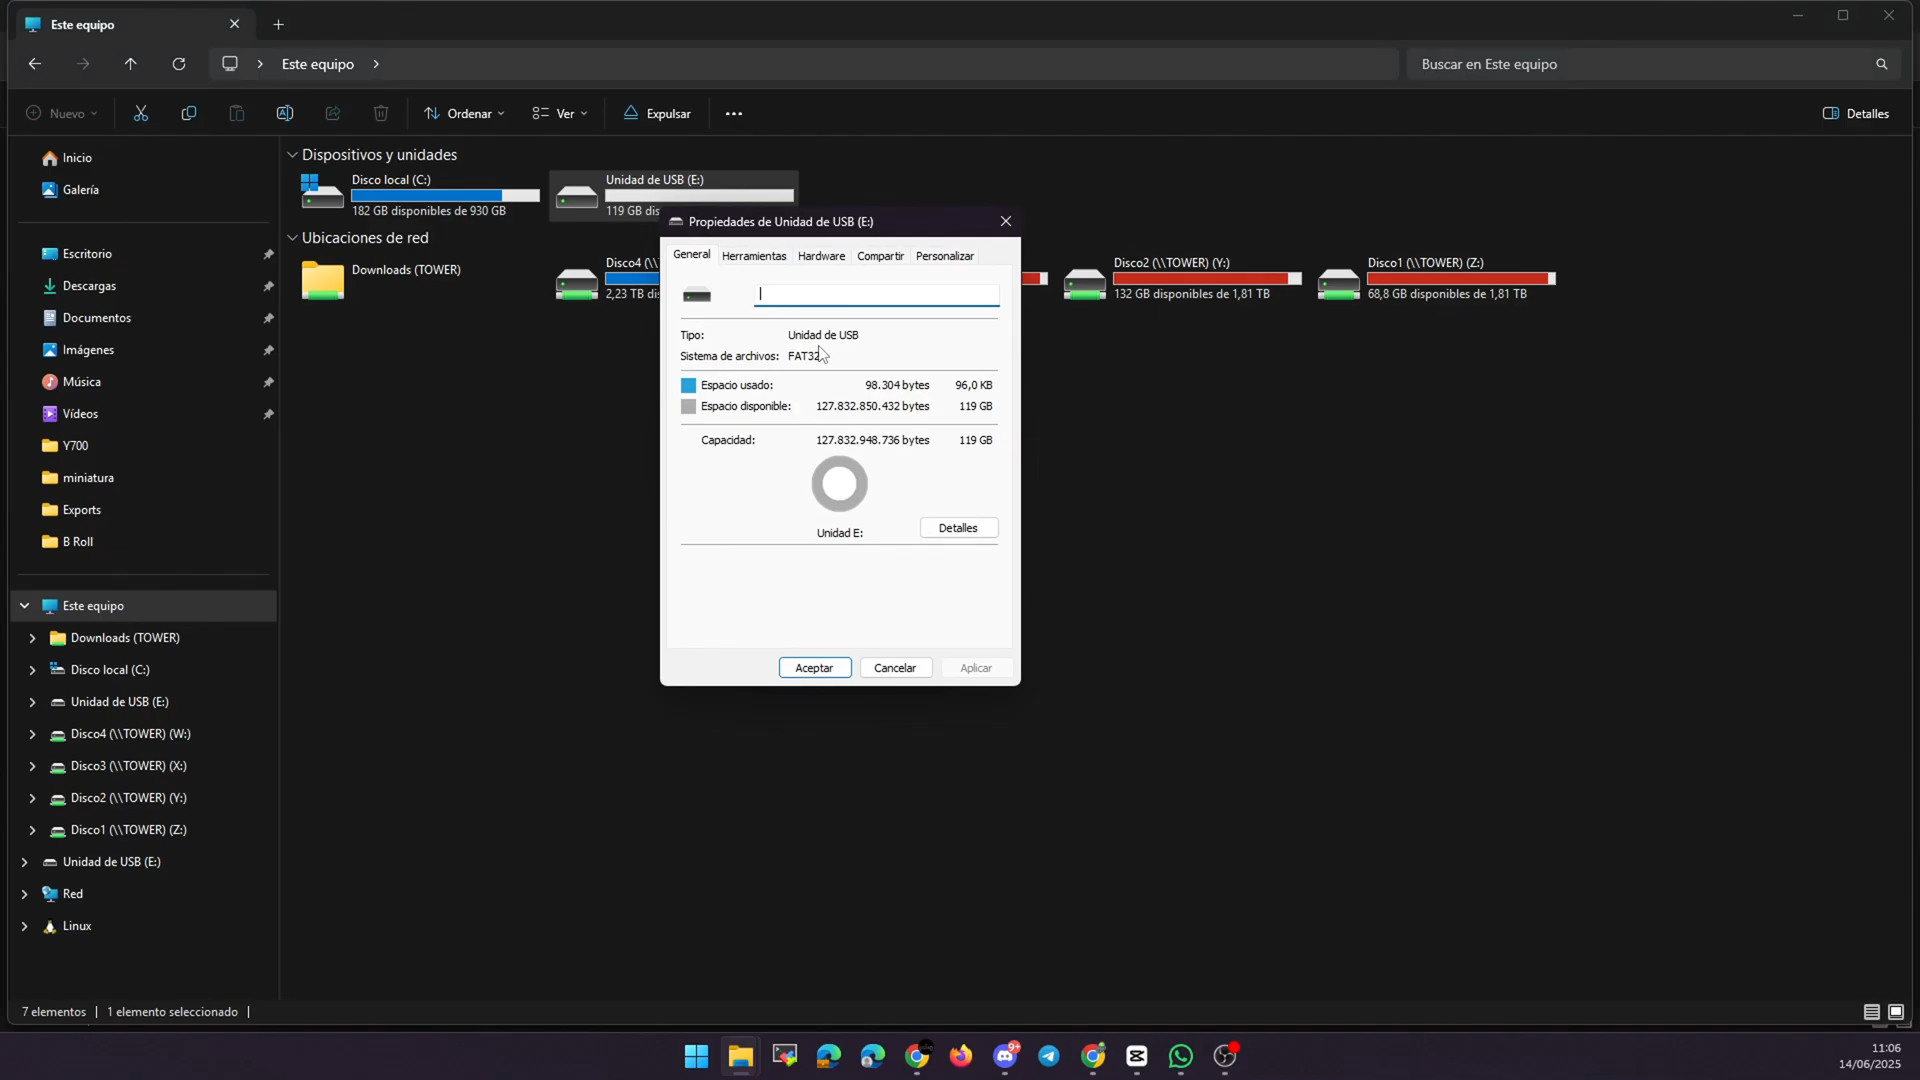 Este equipo
Este equipo
Buscar en Este equipo
Nuevo
Ordenar
Ver
Expulsar
Detalles
Inicio
Galería
Escritorio
Descargas
Documentos
Imágenes
Música
Vídeos
Y700
miniatura
Exports
B Roll
Este equipo
Downloads (TOWER)
Disco local (C:)
Unidad de USB (E:)
Disco4 (\\TOWER) (W:)
Disco3 (\\TOWER) (X:)
Disco2 (\\TOWER) (Y:)
Disco1 (\\TOWER) (Z:)
Unidad de USB (E:)
Red
Linux
Dispositivos y unidades
Disco local (C:)
182 GB disponibles de 930 GB
Unidad de USB (E:)
119 GB dis
Ubicaciones de red
Downloads (TOWER)
Disco4 (\\
2,23 TB dis
Disco2 (\\TOWER) (Y:)
132 GB disponibles de 1,81 TB
Disco1 (\\TOWER) (Z:)
68,8 GB disponibles de 1,81 TB
Propiedades de Unidad de USB (E:)
General Herramientas Hardware Compartir Personalizar
Tipo: Unidad de USB
Sistema de archivos: FAT32
Espacio usado: 98.304 bytes 96,0 KB
Espacio disponible: 127.832.850.432 bytes 119 GB
Capacidad: 127.832.948.736 bytes 119 GB
Unidad E:
Detalles
Aceptar Cancelar Aplicar
7 elementos
1 elemento seleccionado
9+
11:06
14/06/2025